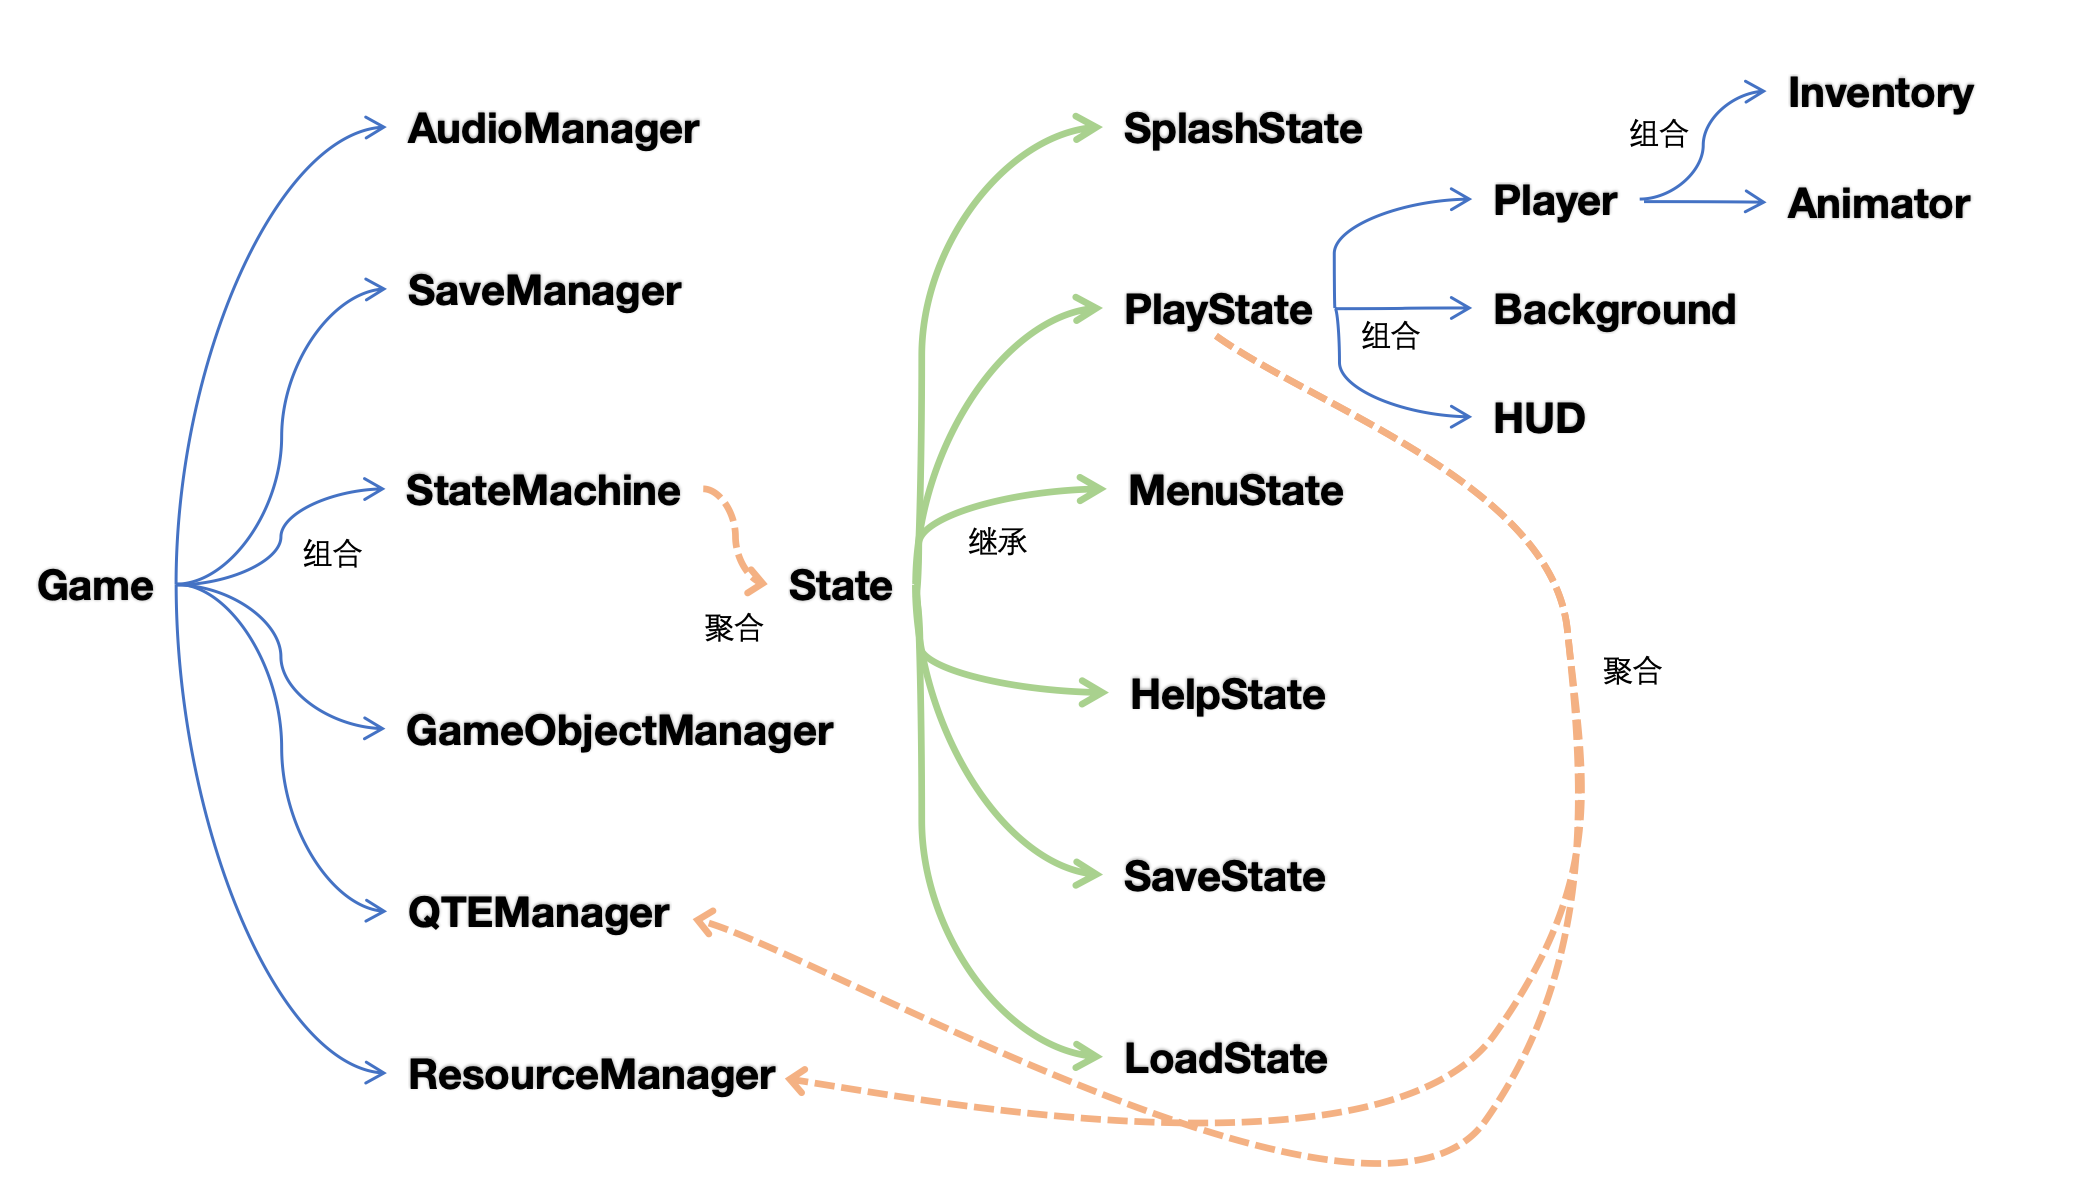 Game
组合
AudioManager
SaveManager
StateMachine
GameObjectManager
QTEManager
ResourceManager
聚合
State
继承
SplashState
PlayState
MenuState
HelpState
SaveState
LoadState
组合
Player
Background
HUD
组合
Inventory
Animator
聚合